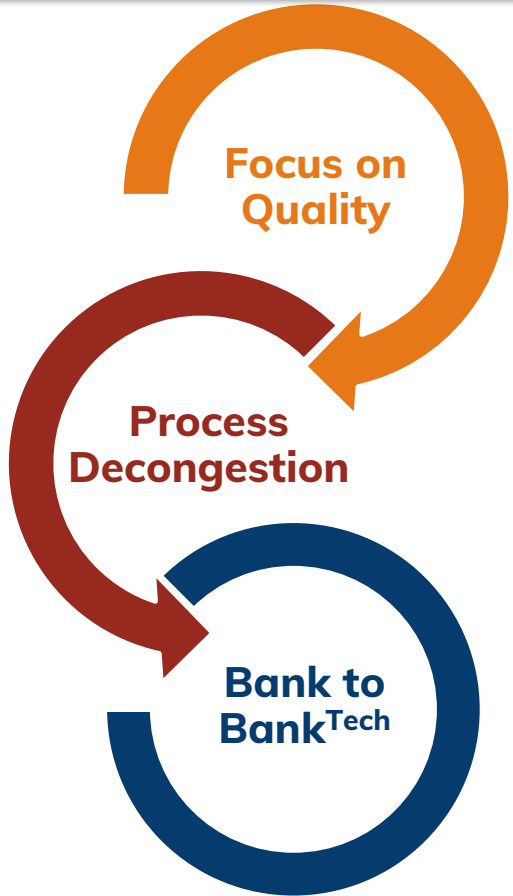 Focus on
Quality
Process
Decongestion
Bank to
BankTech